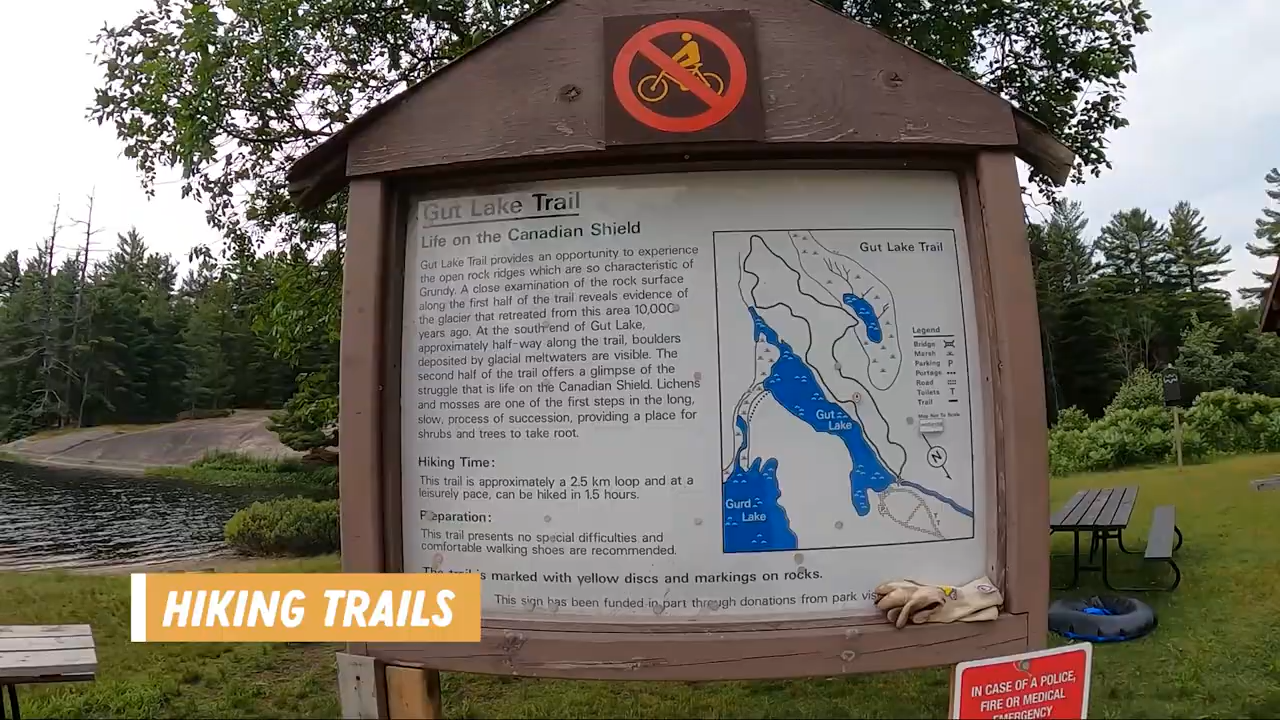 Gut Lake Trail
Life on the Canadian Shield
Gut Lake Trail provides an opportunity to experience
the open rock ridges which are so characteristic of
Grundy. A close examination of the rock surface
along the first half of the trail reveals evidence of
the glacier that retreated from this area 10,000
years ago. At the south end of Gut Lake,
approximately half-way along the trail, boulders
deposited by glacial meltwaters are visible. The
second half of the trail offers a glimpse of the
struggle that is life on the Canadian Shield. Lichens
and mosses are one of the first steps in the long,
slow, process of succession, providing a place for
shrubs and trees to take root.
Hiking Time:
This trail is approximately a 2.5 km loop and at a
leisurely pace, can be hiked in 1.5 hours.
Preparation:
This trail presents no special difficulties and
comfortable walking shoes are recommended.
The trail is marked with yellow discs and markings on rocks.
This sign has been funded in part through donations from park
Gut Lake Trail
Legend
Bridge
Marsh
Parking P
Portage
Road
Toilets T
Trail
Map Not To Scale
N
Gut
Lake
Gurd
Lake
T
T
HIKING TRAILS
IN CASE OF A POLICE,
FIRE OR MEDICAL
EMERGENCY